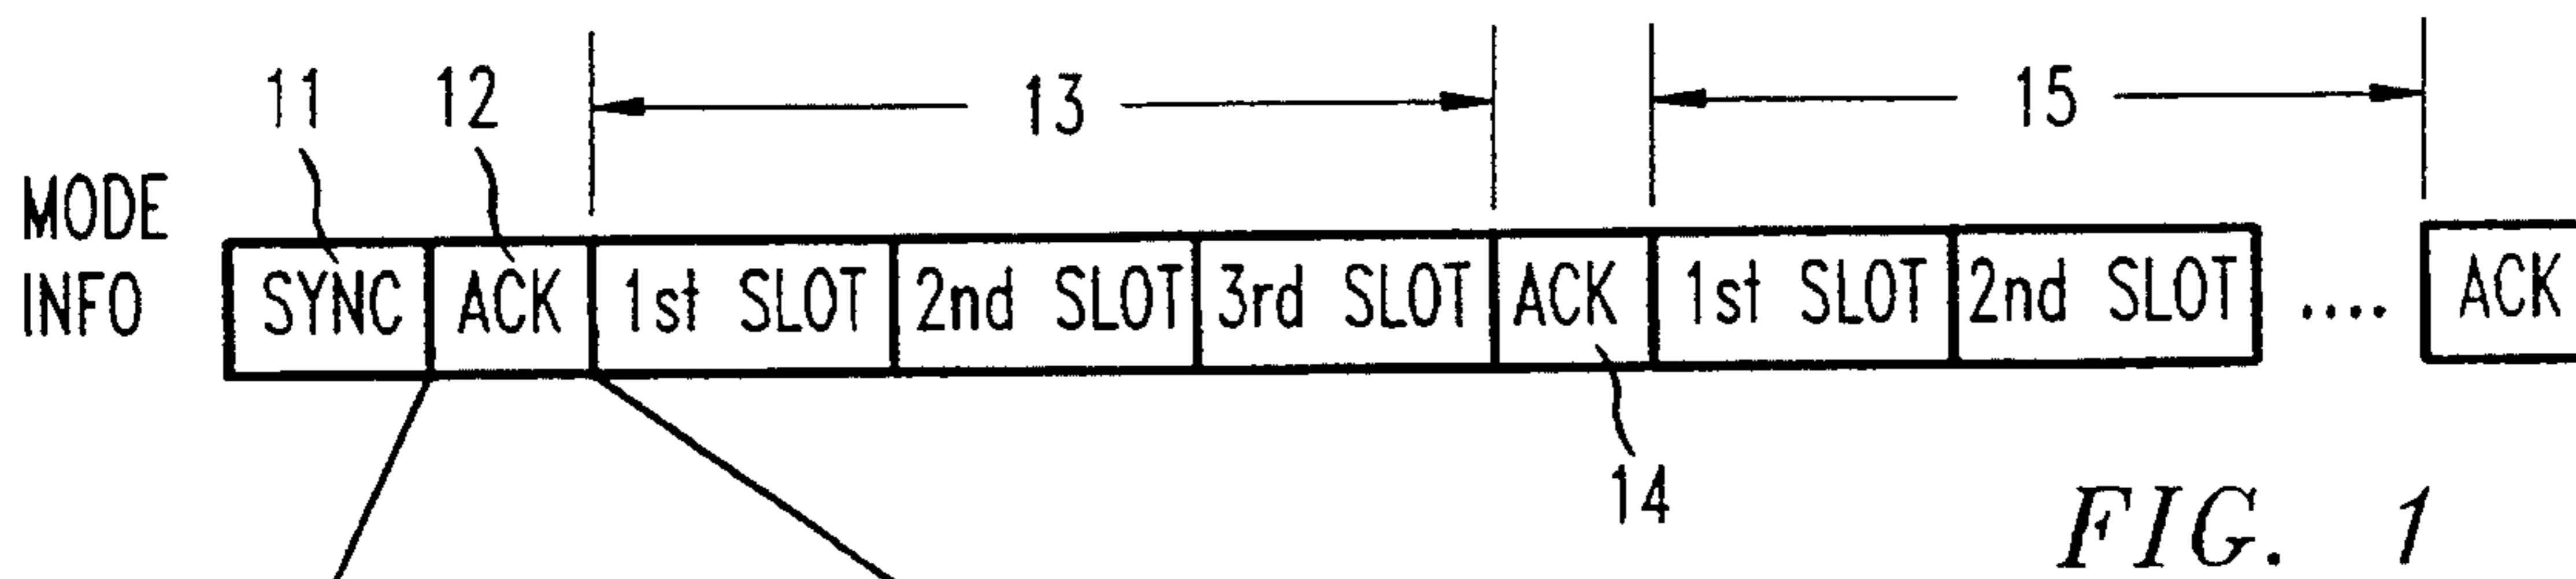 11 12 13 15
MODE
INFO
SYNC ACK 1st SLOT 2nd SLOT 3rd SLOT ACK 1st SLOT 2nd SLOT .... ACK
14
FIG. 1